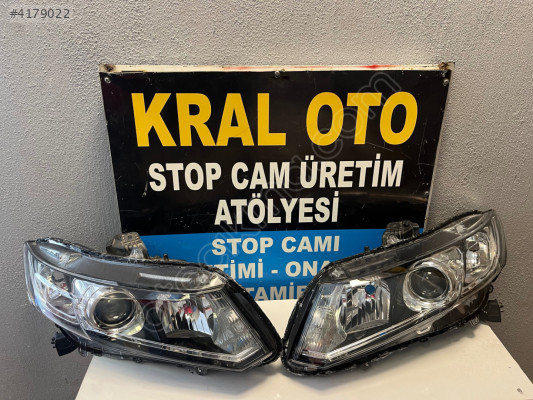 #4179022
KRAL OTO
STOP CAM ÜRETİM
ATÖLYESİ
STOP CAMI